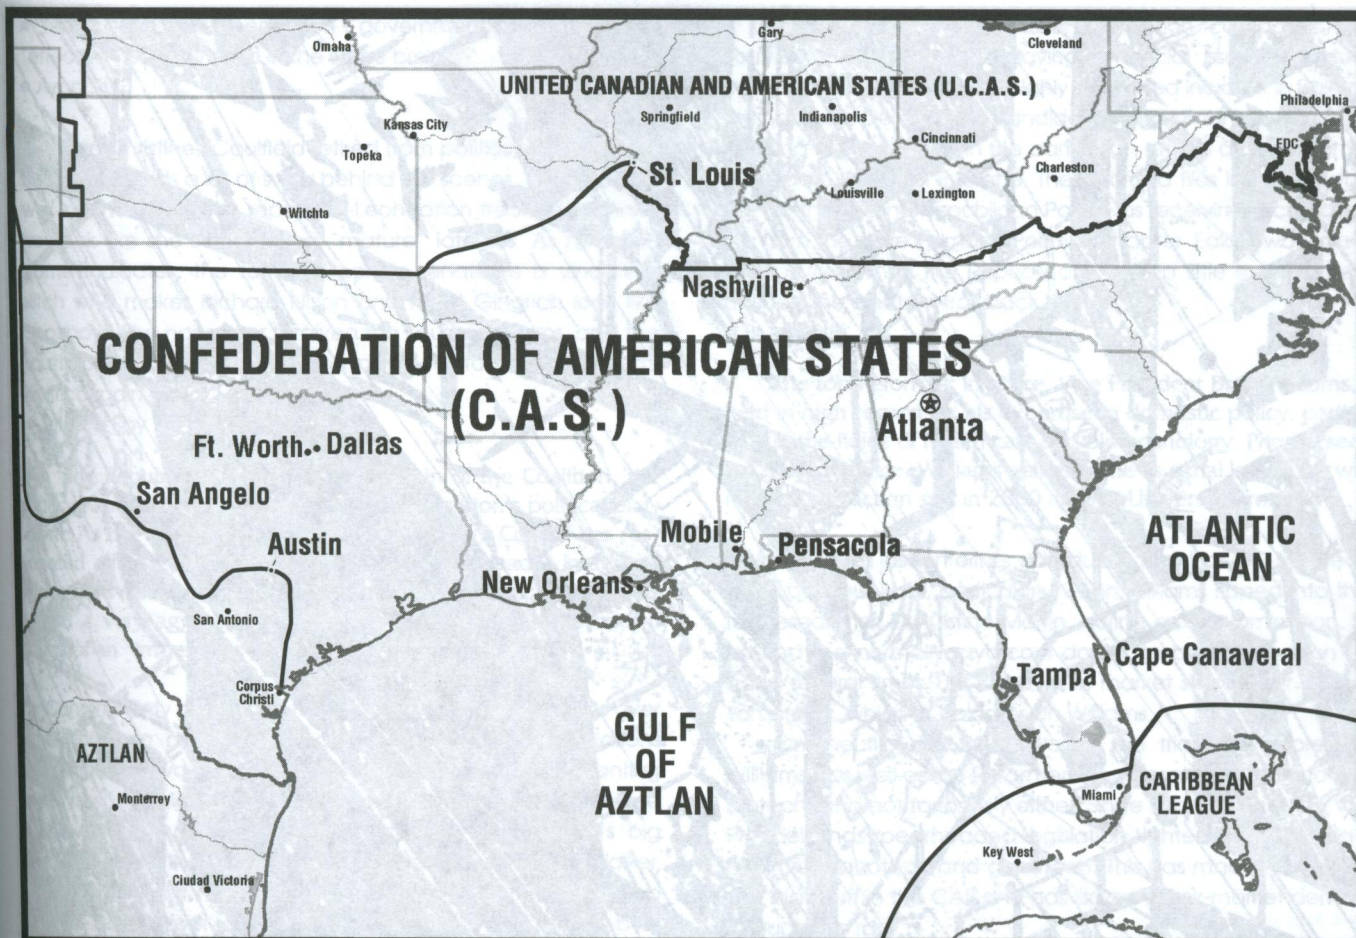 Omaha
Gary
Cleveland
UNITED CANADIAN AND AMERICAN STATES (U.C.A.S.)
Philadelphia
Springfield
Indianapolis
Kansas City
Cincinnati
FDC
Topeka
St. Louis
Charleston
Louisville
Lexington
Witchta
Nashville
CONFEDERATION OF AMERICAN STATES
(C.A.S.)
Atlanta
Ft. Worth
Dallas
San Angelo
Austin
Mobile
Pensacola
ATLANTIC
OCEAN
New Orleans
San Antonio
Cape Canaveral
Tampa
Corpus
Christi
GULF
OF
AZTLAN
AZTLAN
Monterrey
Miami
CARIBBEAN
LEAGUE
Key West
Ciudad Victoria